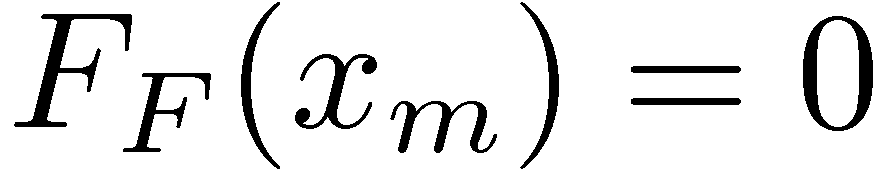 F_F(x_m) = 0